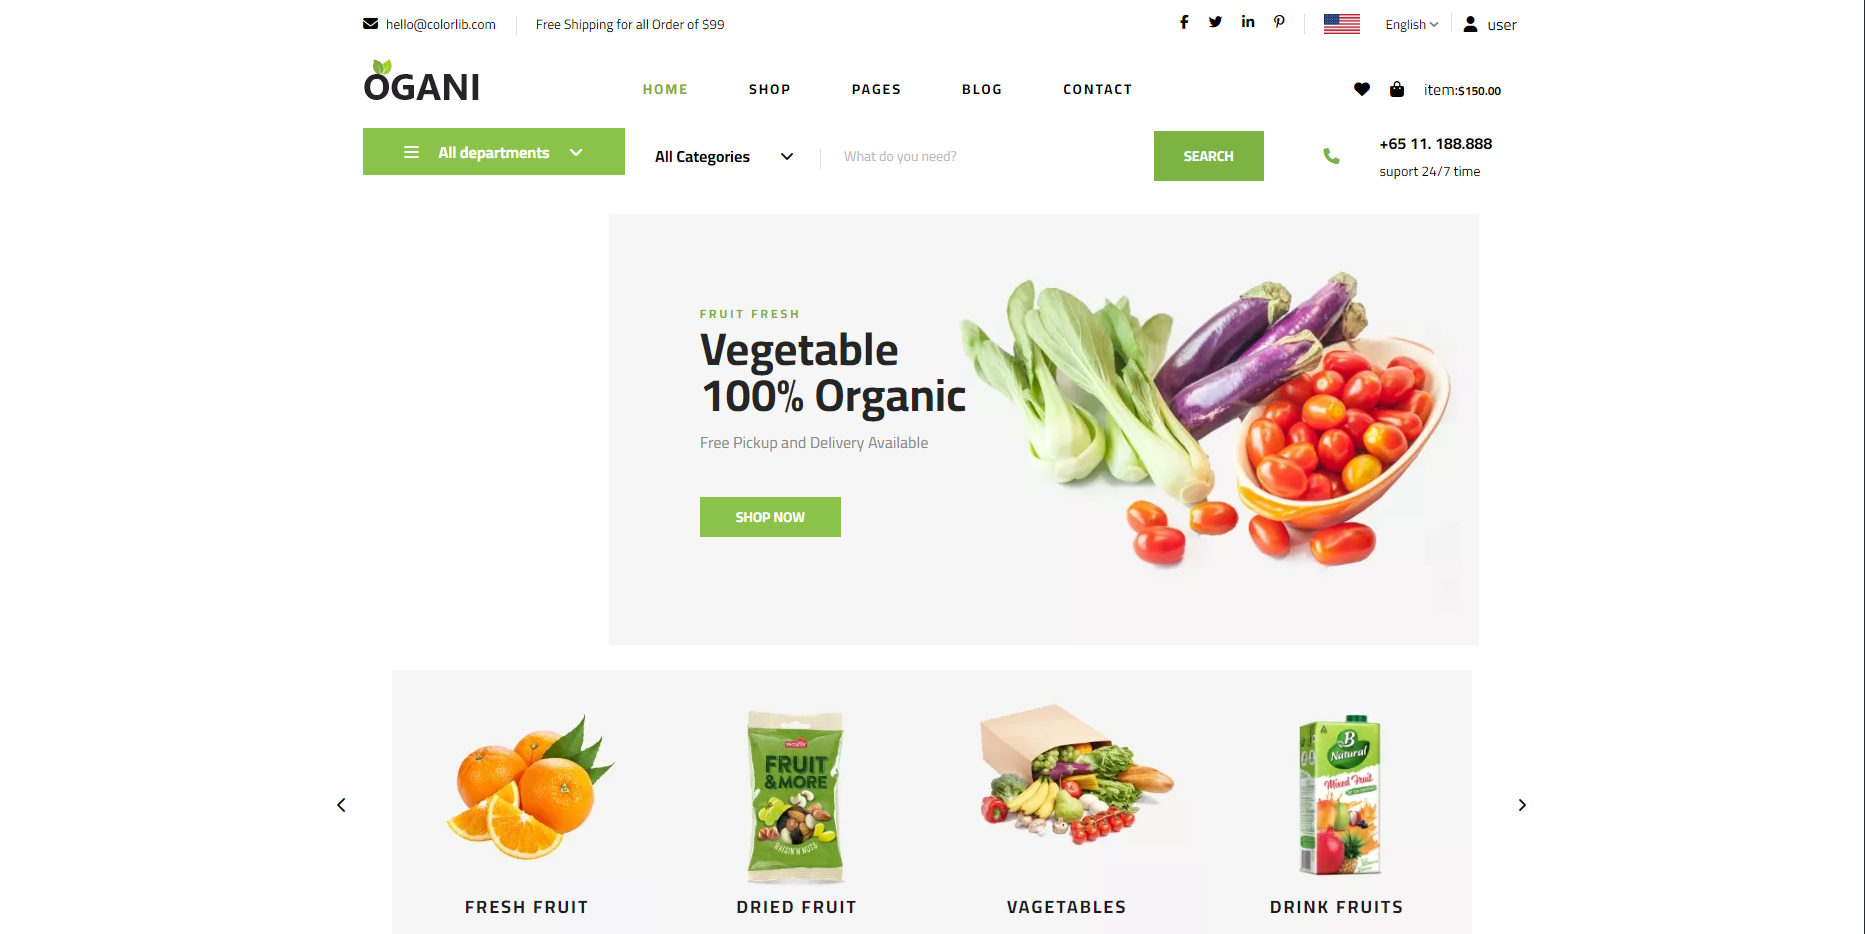 hello@colorlib.com
Free Shipping for all Order of $99
English
user
OGANI
HOME
SHOP
PAGES
BLOG
CONTACT
item:$150.00
All departments
All Categories
What do you need?
SEARCH
+65 11. 188.888
suport 24/7 time
FRUIT FRESH
Vegetable
100% Organic
Free Pickup and Delivery Available
SHOP NOW
FRUIT
&MORE
RAISIN'N NUTS
B
Natural
Mixed Fruit
FRESH FRUIT
DRIED FRUIT
VAGETABLES
DRINK FRUITS